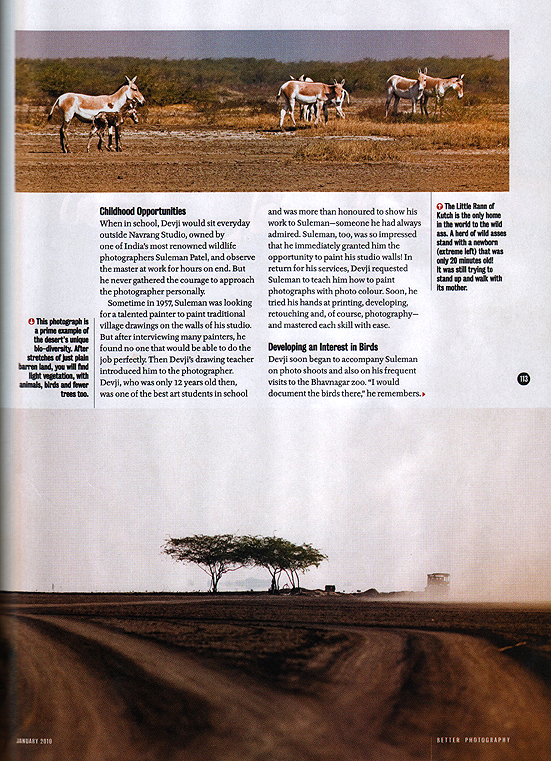 Childhood Opportunities
When in school, Devji would sit everyday
outside Navrang Studio, owned by
one of India's most renowned wildlife
photographers Suleman Patel, and observe
the master at work for hours on end. But
he never gathered the courage to approach
the photographer personally.
Sometime in 1957, Suleman was looking
for a talented painter to paint traditional
village drawings on the walls of his studio.
But after interviewing many painters, he
found no one that would be able to do the
job perfectly. Then Devji's drawing teacher
introduced him to the photographer.
Devji, who was only 12 years old then,
was one of the best art students in school
and was more than honoured to show his
work to Suleman—someone he had always
admired. Suleman, too, was so impressed
that he immediately granted him the
opportunity to paint his studio walls! In
return for his services, Devji requested
Suleman to teach him how to paint
photographs with photo colour. Soon, he
tried his hands at printing, developing,
retouching and, of course, photography—
and mastered each skill with ease.
Developing an Interest in Birds
Devji soon began to accompany Suleman
on photo shoots and also on his frequent
visits to the Bhavnagar zoo. "I would
document the birds there," he remembers.
The Little Rann of
Kutch is the only home
in the world to the wild
ass. A herd of wild asses
stand with a newborn
(extreme left) that was
only 20 minutes old!
It was still trying to
stand up and walk with
its mother.
This photograph is
a prime example of
the desert's unique
bio-diversity. After
stretches of just plain
barren land, you will find
light vegetation, with
animals, birds and fewer
trees too.
113
JANUARY 2010
BETTER PHOTOGRAPHY